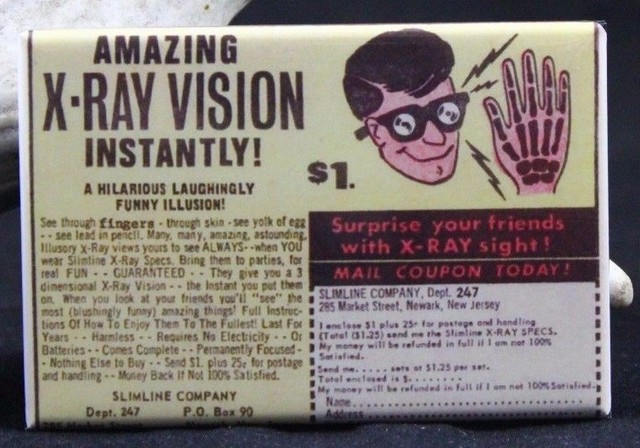 AMAZING
X-RAY VISION
INSTANTLY!
A HILARIOUS LAUGHINGLY
FUNNY ILLUSION!
See through fingers - through skin - see yolk of egg
-- see lead in pencil. Many, many, amazing, astounding,
illusory X-Ray views yours to see ALWAYS--when YOU
wear Slimline X-Ray Specs. Bring them to parties, for
real FUN -- GUARANTEED -- They give you a 3
dimensional X-Ray Vision -- the Instant you put them
on. When you look at your friends you'll "see" the
most (blushingly funny) amazing things! Full Instruc-
tions Of How To Enjoy Them To The Fullest! Last For
Years -- Harmless -- Requires No Electricity -- Or
Batteries -- Comes Complete -- Permanently Focused -
- Nothing Else to Buy -- Send $1. plus 25¢ for postage
and handling -- Money Back If Not 100% Satisfied.
SLIMLINE COMPANY
Dept. 247 P.O. Box 90
285 Market
$1.
Surprise your friends
with X-RAY sight!
MAIL COUPON TODAY!
SLIMLINE COMPANY, Dept. 247
285 Market Street, Newark, New Jersey
I enclose $1 plus 25¢ for postage and handling
(Total ($1.25) send me the Slimline X-RAY SPECS.
My money will be refunded in full if I am not 100%
Satisfied.
Send me..... sets at $1.25 per set.
Total enclosed is $........
My money will be refunded in full if I am not 100% Satisfied.
Name
Address